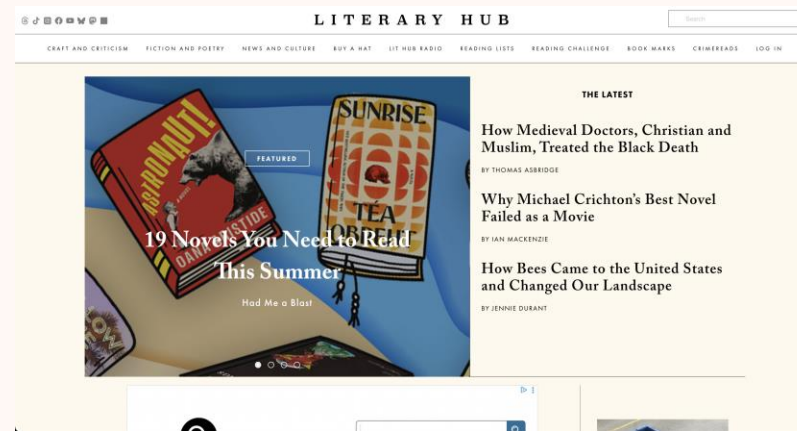 LITERARY HUB
Search
CRAFT AND CRITICISM FICTION AND POETRY NEWS AND CULTURE BUY A HAT LIT HUB RADIO READING LISTS READING CHALLENGE BOOK MARKS CRIMEREADS LOG IN
ASTRONAUT!
A NOVEL
OANA ARISTIDE
SUNRISE
TÉA
OBREHT
FEATURED
19 Novels You Need to Read
This Summer
Had Me a Blast
THE LATEST
How Medieval Doctors, Christian and
Muslim, Treated the Black Death
BY THOMAS ASBRIDGE
Why Michael Crichton's Best Novel
Failed as a Movie
BY IAN MACKENZIE
How Bees Came to the United States
and Changed Our Landscape
BY JENNIE DURANT